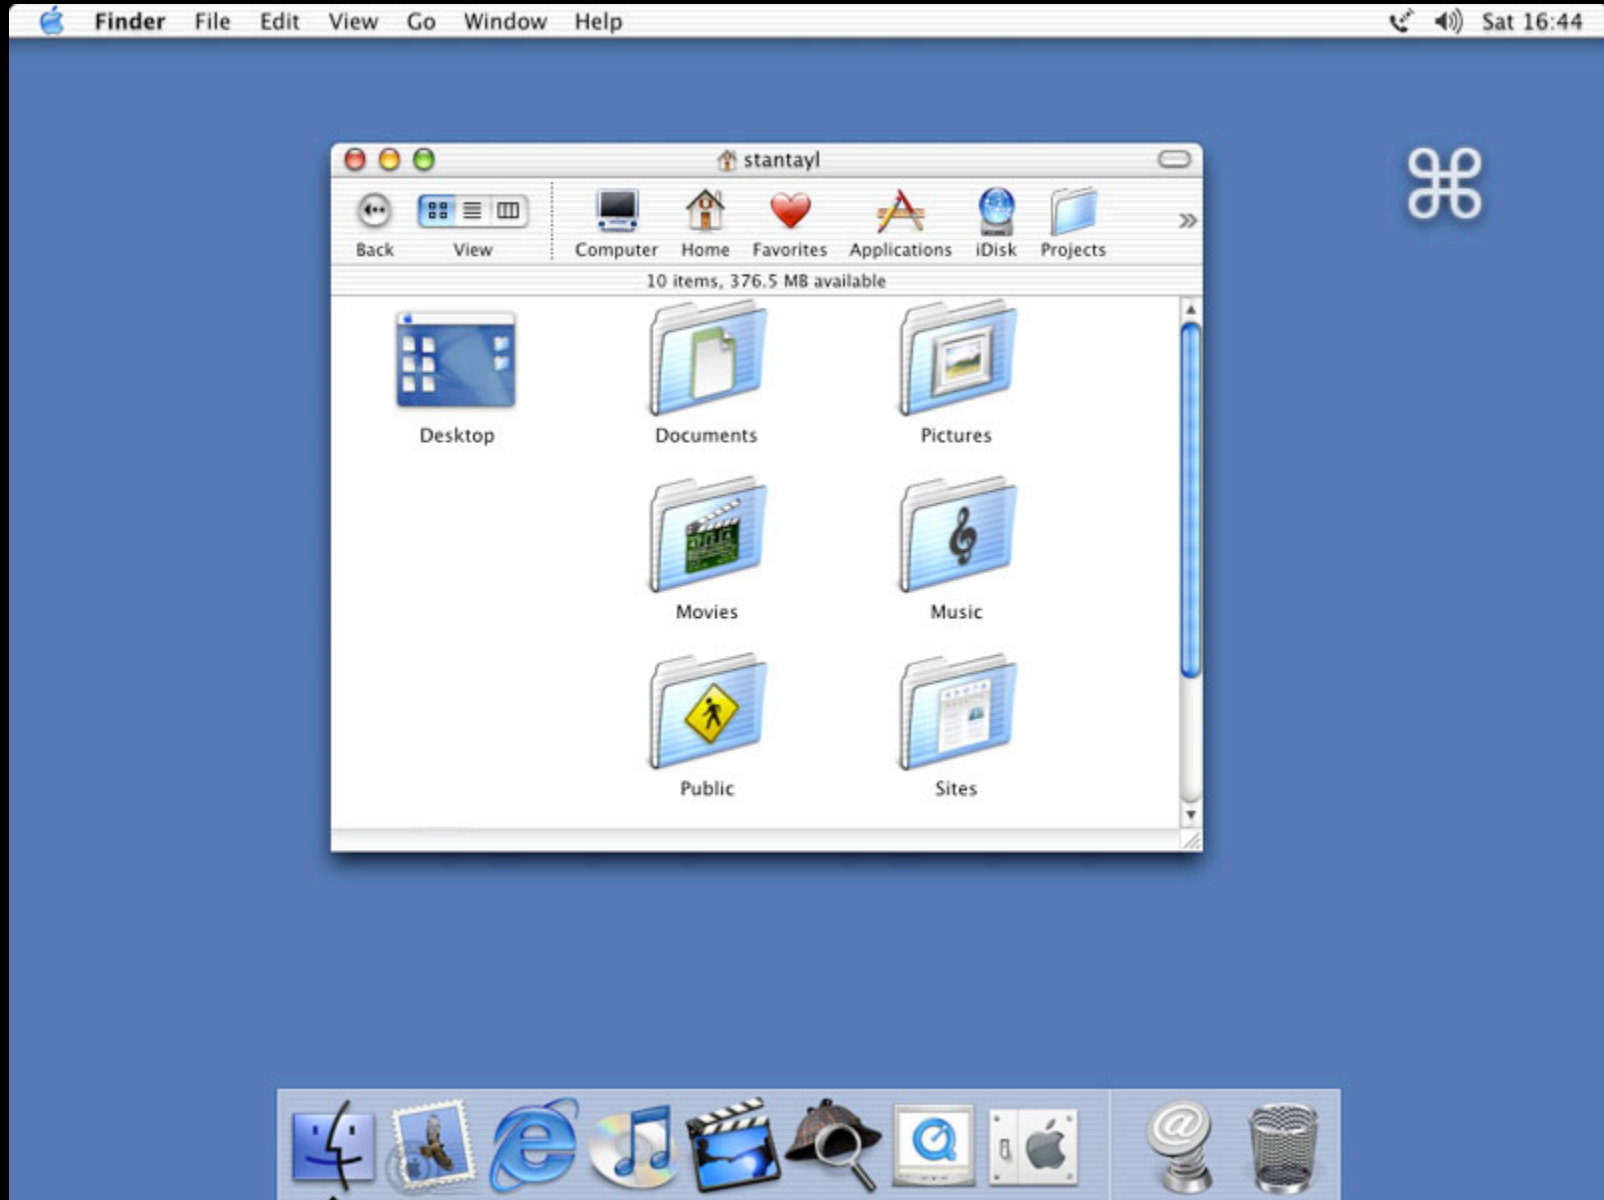 Finder File Edit View Go Window Help Sat 16:44
stantayl
Back View Computer Home Favorites Applications iDisk Projects
10 items, 376.5 MB available
Desktop Documents Pictures
Movies Music
Public Sites